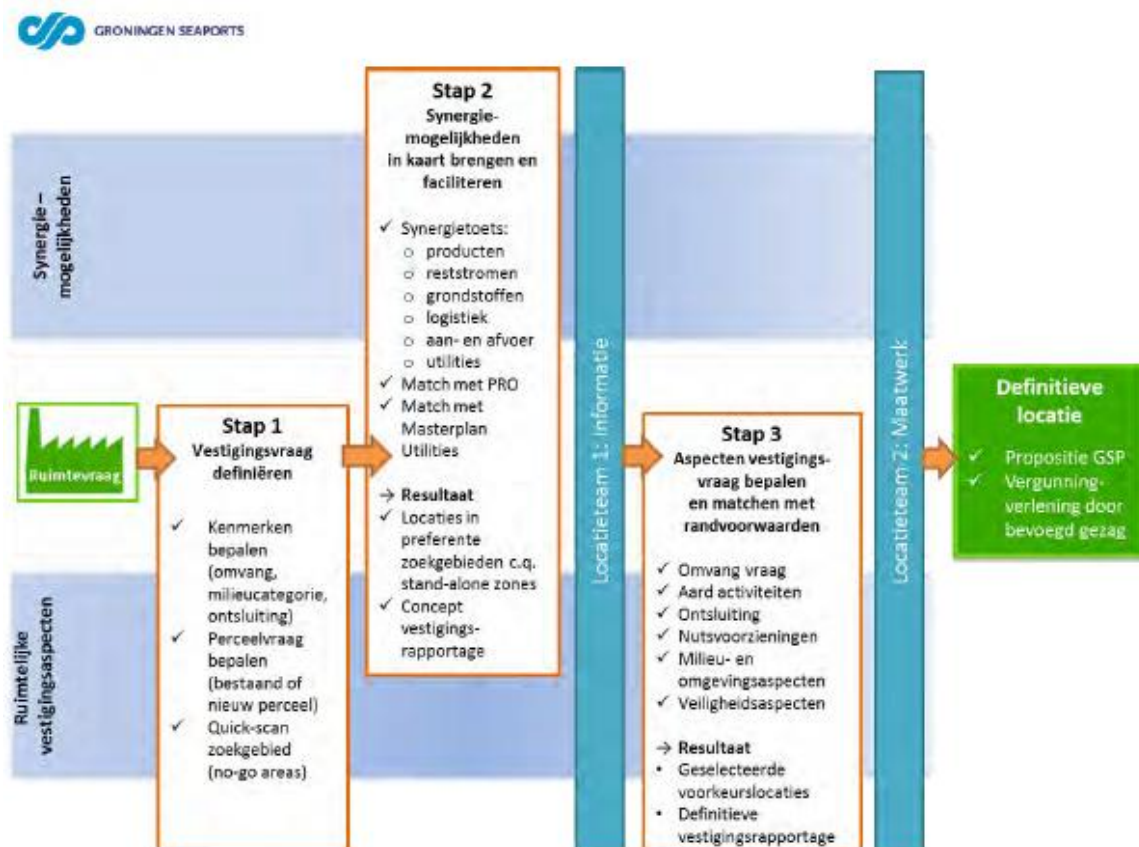 GRONINGEN SEAPORTS
Synergie –
mogelijkheden
Ruimtelijke
vestigingsaspecten
Ruimtevraag
Stap 1
Vestigingsvraag
definiëren
✓ Kenmerken
bepalen
(omvang,
milieucategorie,
ontsluiting)
✓ Perceelvraag
bepalen
(bestaand of
nieuw perceel)
✓ Quick-scan
zoekgebied
(no-go areas)
Stap 2
Synergie-
mogelijkheden
in kaart brengen en
faciliteren
✓ Synergietoets:
o producten
o reststromen
o grondstoffen
o logistiek
o aan- en afvoer
o utilities
✓ Match met PRO
✓ Match met
Masterplan
Utilities
→ Resultaat
✓ Locaties in
preferente
zoekgebieden c.q.
stand-alone zones
✓ Concept
vestigings-
rapportage
Locatieteam 1: Informatie
Stap 3
Aspecten vestigings-
vraag bepalen
en matchen met
randvoorwaarden
✓ Omvang vraag
✓ Aard activiteiten
✓ Ontsluiting
✓ Nutsvoorzieningen
✓ Milieu- en
omgevingsaspecten
✓ Veiligheidsaspecten
→ Resultaat
• Geselecteerde
voorkeurslocaties
• Definitieve
vestigingsrapportage
Locatieteam 2: Maatwerk
Definitieve
locatie
✓ Propositie GSP
✓ Vergunning-
verlening door
bevoegd gezag